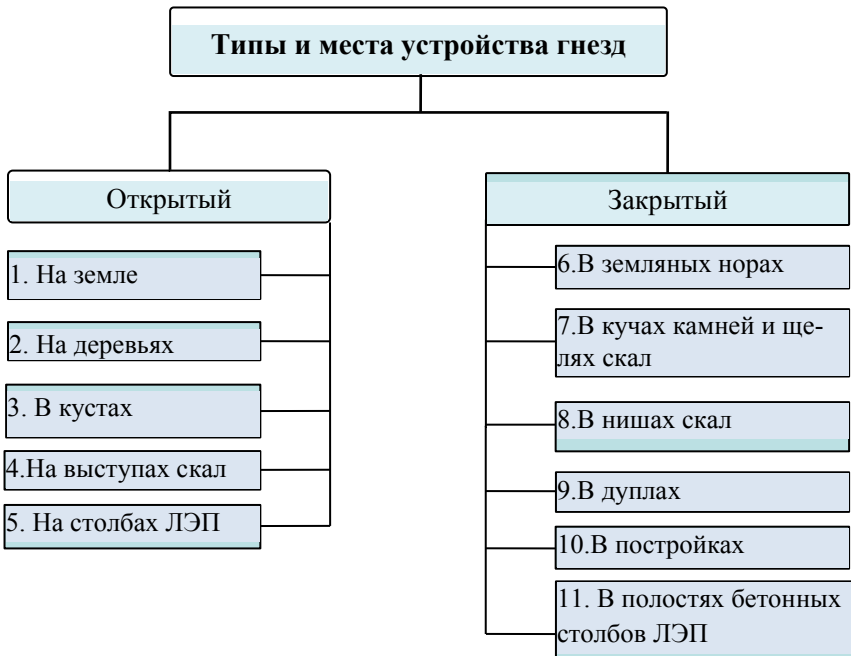 Типы и места устройства гнезд
Открытый
1. На земле
2. На деревьях
3. В кустах
4.На выступах скал
5. На столбах ЛЭП
Закрытый
6.В земляных норах
7.В кучах камней и ще-
лях скал
8.В нишах скал
9.В дуплах
10.В постройках
11. В полостях бетонных
столбов ЛЭП